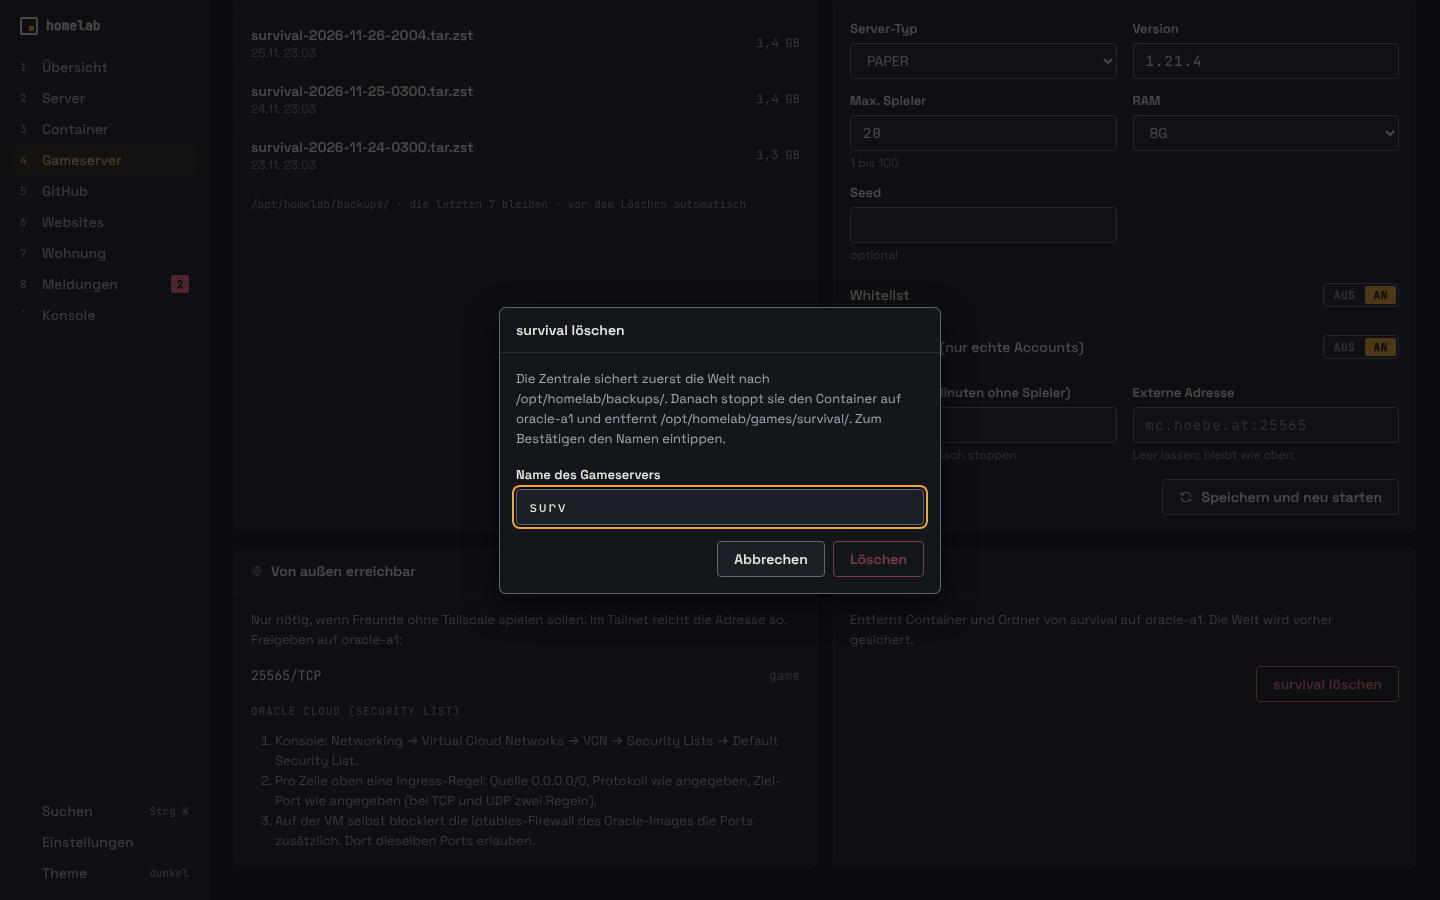 homelab
1 Übersicht
2 Server
3 Container
4 Gameserver
5 GitHub
6 Websites
7 Wohnung
8 Meldungen 2
` Konsole
Suchen Strg K
Einstellungen
Theme dunkel
survival-2026-11-26-2004.tar.zst
25.11. 23:03
1,4 GB
survival-2026-11-25-0300.tar.zst
24.11. 23:03
1,4 GB
survival-2026-11-24-0300.tar.zst
23.11. 23:03
1,3 GB
/opt/homelab/backups/ · die letzten 7 bleiben · vor dem Löschen automatisch
Server-Typ
PAPER
Version
1.21.4
Max. Spieler
20
1 bis 100
RAM
8G
Seed
optional
Whitelist
AUS AN
(nur echte Accounts)
AUS AN
Minuten ohne Spieler)
isch stoppen
Externe Adresse
mc.hoebe.at:25565
Leer lassen: bleibt wie oben.
Speichern und neu starten
survival löschen
Die Zentrale sichert zuerst die Welt nach
/opt/homelab/backups/. Danach stoppt sie den Container auf
oracle-a1 und entfernt /opt/homelab/games/survival/. Zum
Bestätigen den Namen eintippen.
Name des Gameservers
surv
Abbrechen
Löschen
Von außen erreichbar
Nur nötig, wenn Freunde ohne Tailscale spielen sollen. Im Tailnet reicht die Adresse so.
Freigeben auf oracle-a1:
25565/TCP game
ORACLE CLOUD (SECURITY LIST)
1. Konsole: Networking → Virtual Cloud Networks → VCN → Security Lists → Default
Security List.
2. Pro Zeile oben eine Ingress-Regel: Quelle 0.0.0.0/0, Protokoll wie angegeben, Ziel-
Port wie angegeben (bei TCP und UDP zwei Regeln).
3. Auf der VM selbst blockiert die iptables-Firewall des Oracle-Images die Ports
zusätzlich. Dort dieselben Ports erlauben.
Entfernt Container und Ordner von survival auf oracle-a1. Die Welt wird vorher
gesichert.
survival löschen